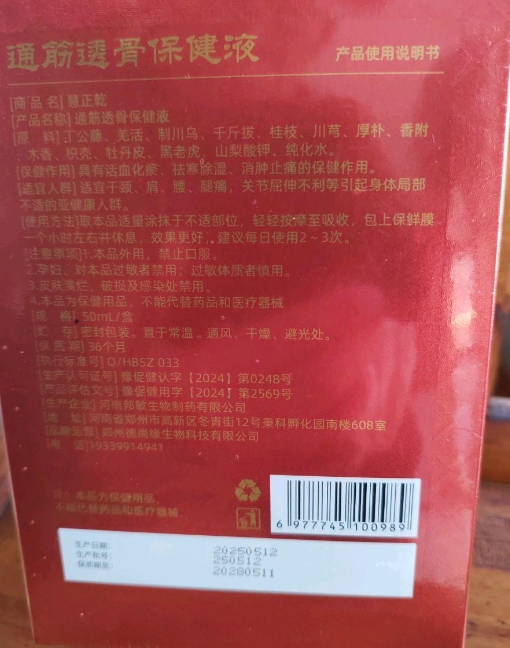 通筋透骨保健液 产品使用说明书
[商品名]慧正乾
[产品名称]通筋透骨保健液
[原 料]丁公藤、羌活、制川乌、千斤拔、桂枝、川芎、厚朴、香附、
木香、枳壳、牡丹皮、黑老虎、山梨酸钾、纯化水。
[保健作用]具有活血化瘀、祛寒除湿、消肿止痛的保健作用。
[适宜人群]适宜于颈、肩、腰、腿痛，关节屈伸不利等引起身体局部
不适的亚健康人群。
[使用方法]取本品适量涂抹于不适部位，轻轻按摩至吸收，包上保鲜膜
一个小时左右并休息，效果更好，建议每日使用2～3次。
[注意事项]1.本品外用，禁止口服。
2.孕妇、对本品过敏者禁用；过敏体质者慎用。
3.皮肤溃烂、破损及感染处禁用。
4.本品为保健用品，不能代替药品和医疗器械
[规 格]50mL/盒
[贮 存]密封包装。置于常温、通风、干燥、避光处。
[保质期]36个月
[执行标准号]Q/HBSZ 033
[生产认可证号]豫促健认字【2024】第0248号
[产品评估文号]豫促健用字【2024】第2569号
[生产企业]河南邦敏生物制药有限公司
[地 址]河南省郑州市高新区冬青街12号枣科孵化园南楼608室
[品牌运营]郑州德尚缘生物科技有限公司
[电 话]19339914941
注：本品为保健用品，
不能代替药品和医疗器械
6 977745 100989
生产日期： 20250512
生产批号： 250512
保质期至： 20280511